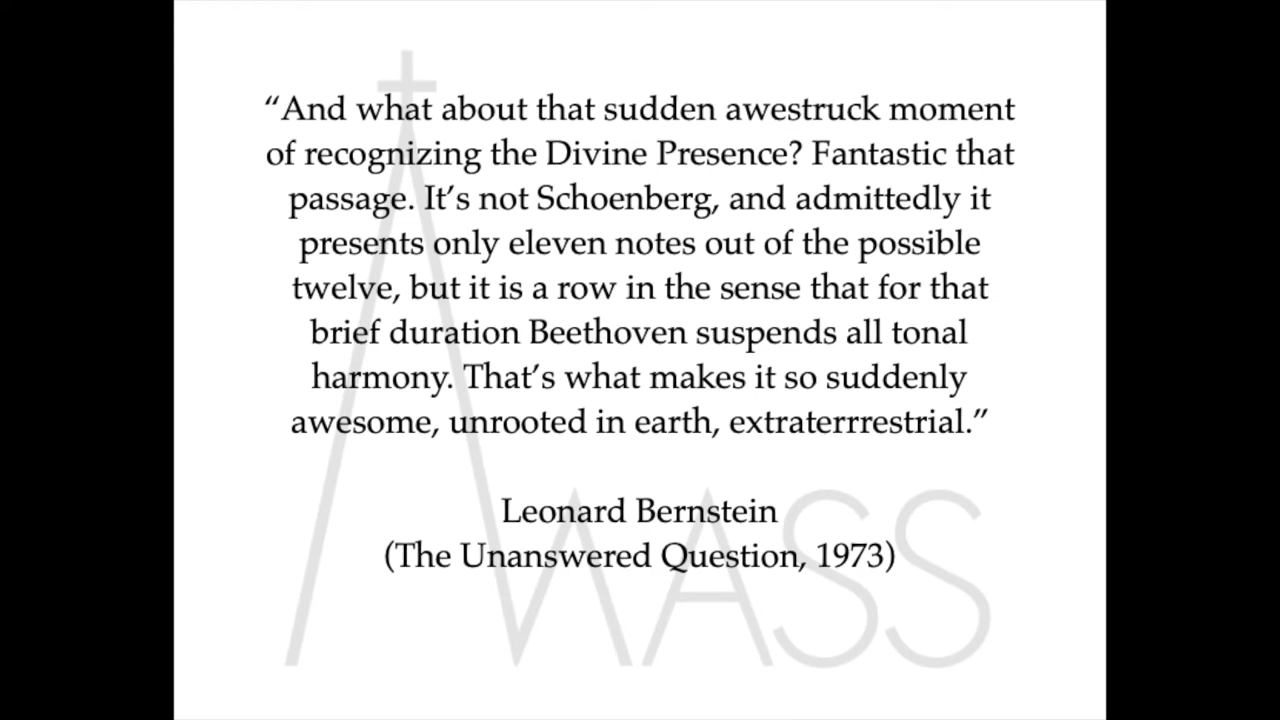 “And what about that sudden awestruck moment
of recognizing the Divine Presence? Fantastic that
passage. It’s not Schoenberg, and admittedly it
presents only eleven notes out of the possible
twelve, but it is a row in the sense that for that
brief duration Beethoven suspends all tonal
harmony. That’s what makes it so suddenly
awesome, unrooted in earth, extraterrrestrial.”
Leonard Bernstein
(The Unanswered Question, 1973)
MASS